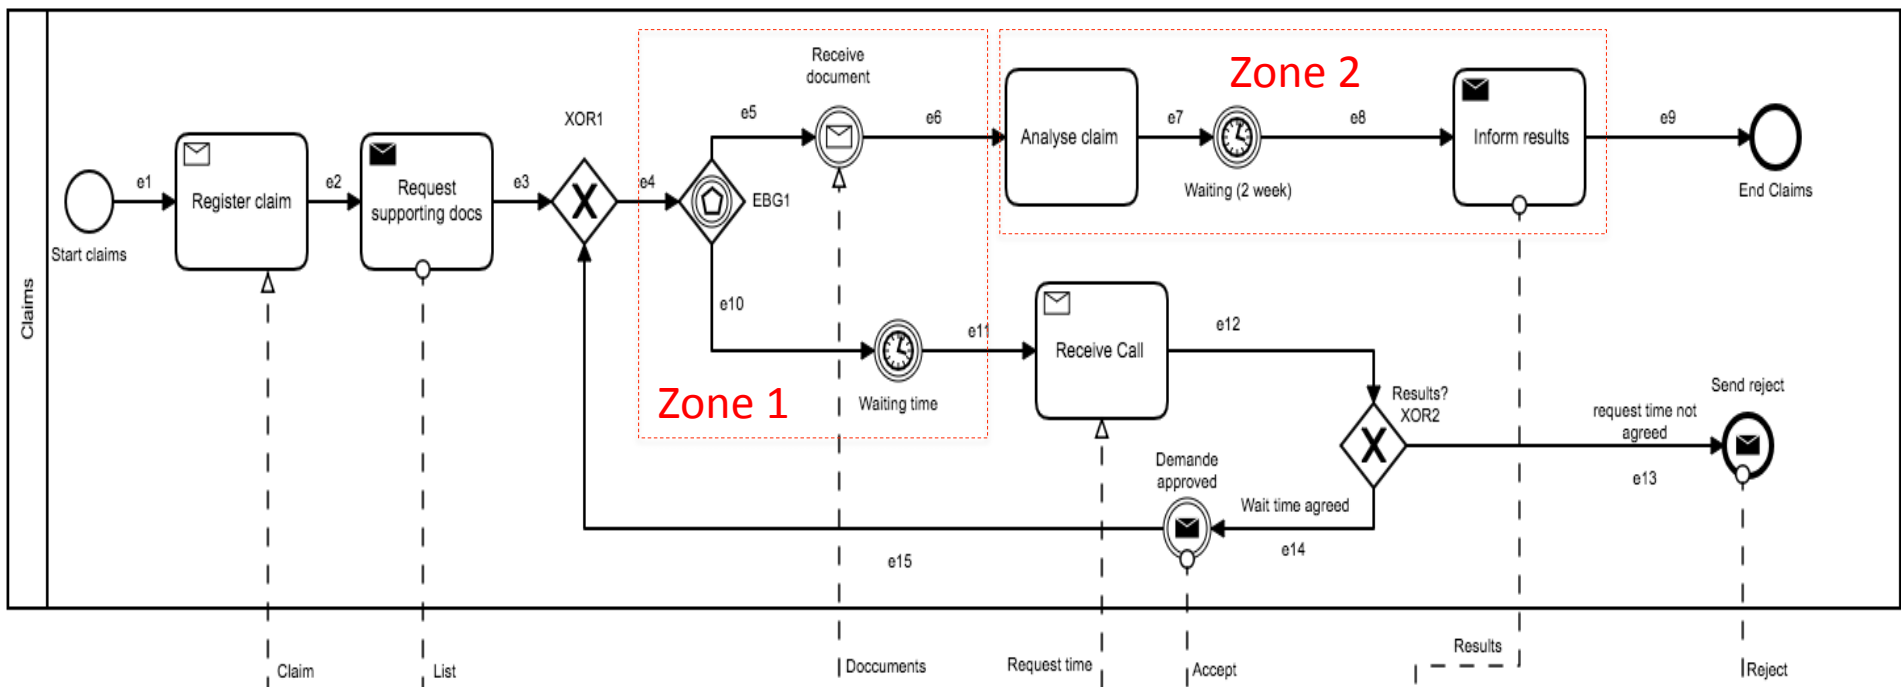 Claims
Start claims
e1
Register claim
e2
Request
supporting docs
e3
XOR1
X
e4
EBG1
e5
Receive
document
e6
Zone 1
e10
Waiting time
e11
Zone 2
Analyse claim
e7
Waiting (2 week)
e8
Inform results
e9
End Claims
Receive Call
e12
Results?
XOR2
X
request time not
agreed
e13
Send reject
Wait time agreed
e14
Demande
approved
e15
Claim
List
Doccuments
Request time
Accept
Results
Reject